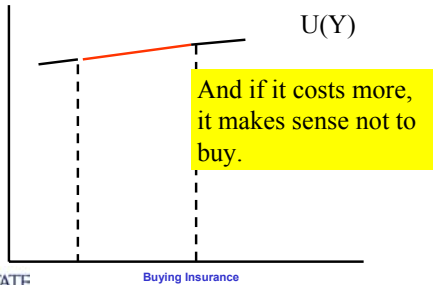 U(Y)
And if it costs more,
it makes sense not to
buy.
Buying Insurance